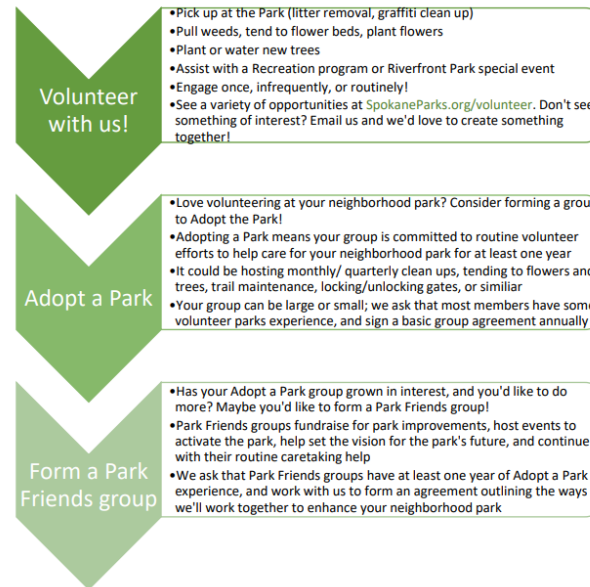 Volunteer
with us!
•Pick up at the Park (litter removal, graffiti clean up)
•Pull weeds, tend to flower beds, plant flowers
•Plant or water new trees
•Assist with a Recreation program or Riverfront Park special event
•Engage once, infrequently, or routinely!
•See a variety of opportunities at SpokaneParks.org/volunteer. Don't see
something of interest? Email us and we'd love to create something
together!
Adopt a Park
•Love volunteering at your neighborhood park? Consider forming a grou
to Adopt the Park!
•Adopting a Park means your group is committed to routine volunteer
efforts to help care for your neighborhood park for at least one year
•It could be hosting monthly/ quarterly clean ups, tending to flowers and
trees, trail maintenance, locking/unlocking gates, or similiar
•Your group can be large or small; we ask that most members have some
volunteer parks experience, and sign a basic group agreement annually
Form a Park
Friends group
•Has your Adopt a Park group grown in interest, and you'd like to do
more? Maybe you'd like to form a Park Friends group!
•Park Friends groups fundraise for park improvements, host events to
activate the park, help set the vision for the park's future, and continue
with their routine caretaking help
•We ask that Park Friends groups have at least one year of Adopt a Park
experience, and work with us to form an agreement outlining the ways
we'll work together to enhance your neighborhood park